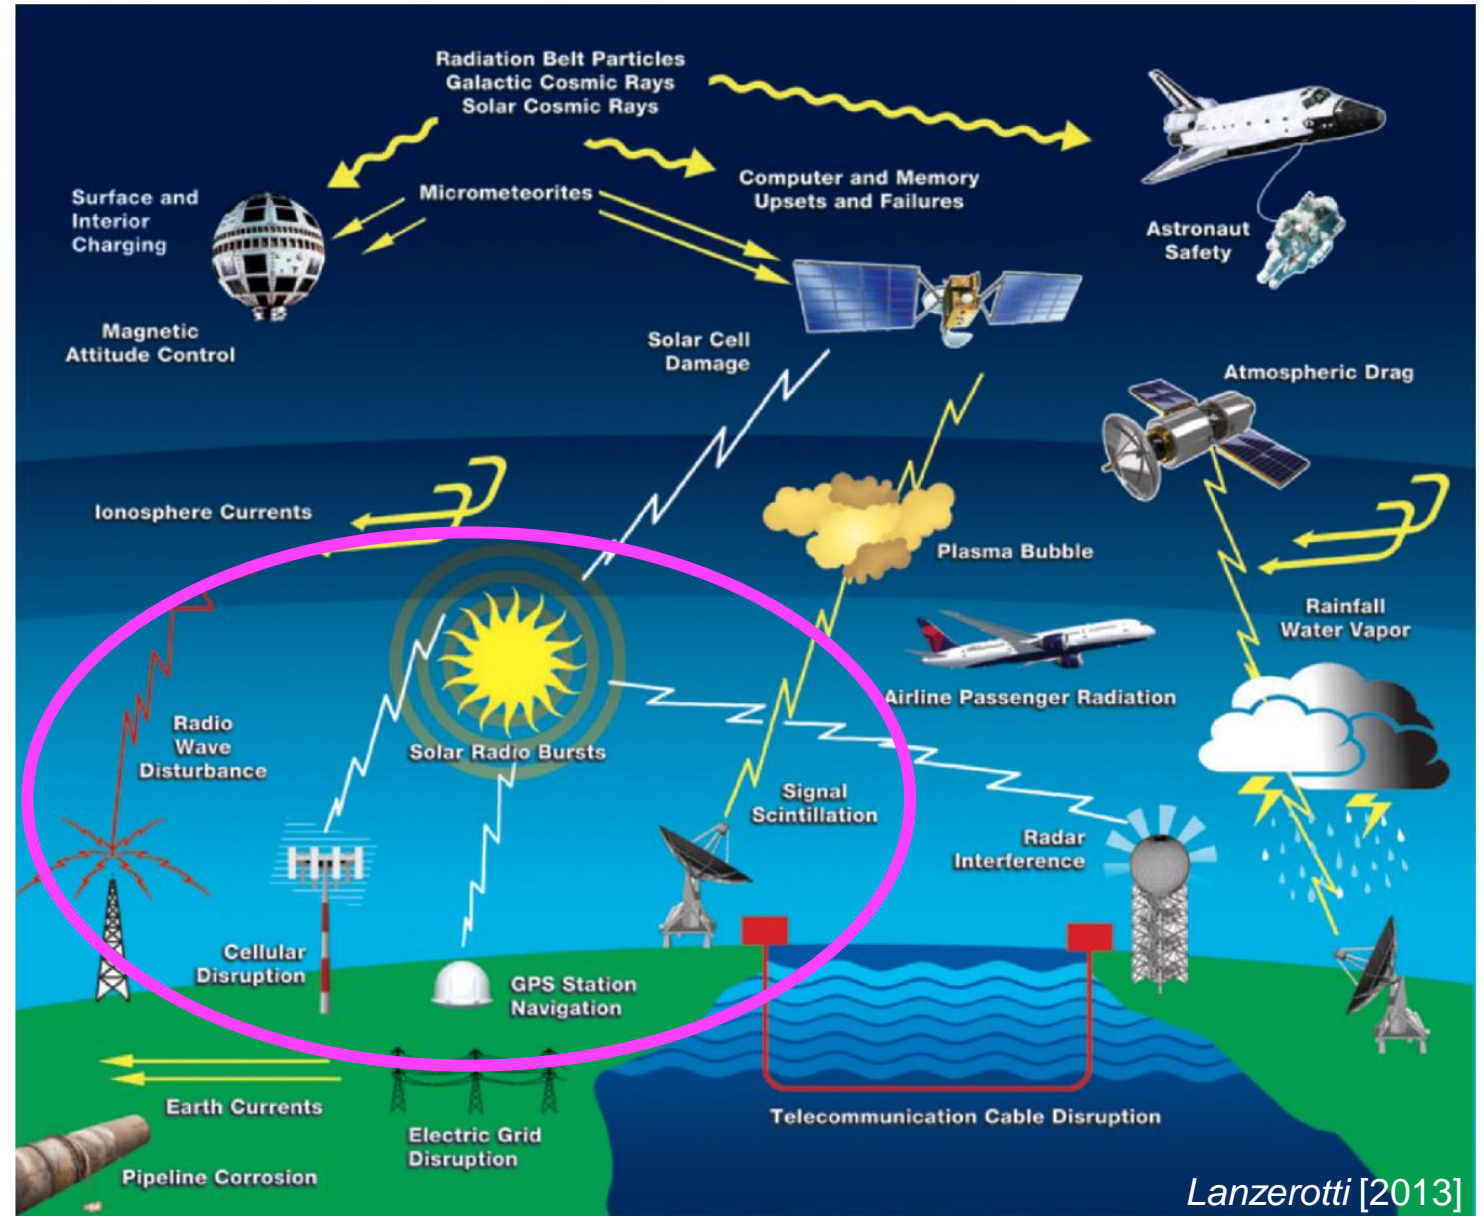 Radiation Belt Particles
Galactic Cosmic Rays
Solar Cosmic Rays
Surface and
Interior
Charging
Micrometeorites
Computer and Memory
Upsets and Failures
Astronaut
Safety
Magnetic
Attitude Control
Solar Cell
Damage
Atmospheric Drag
Ionosphere Currents
Plasma Bubble
Rainfall
Water Vapor
Radio
Wave
Disturbance
Solar Radio Bursts
Airline Passenger Radiation
Signal
Scintillation
Radar
Interference
Cellular
Disruption
GPS Station
Navigation
Earth Currents
Electric Grid
Disruption
Telecommunication Cable Disruption
Pipeline Corrosion
Lanzerotti [2013]